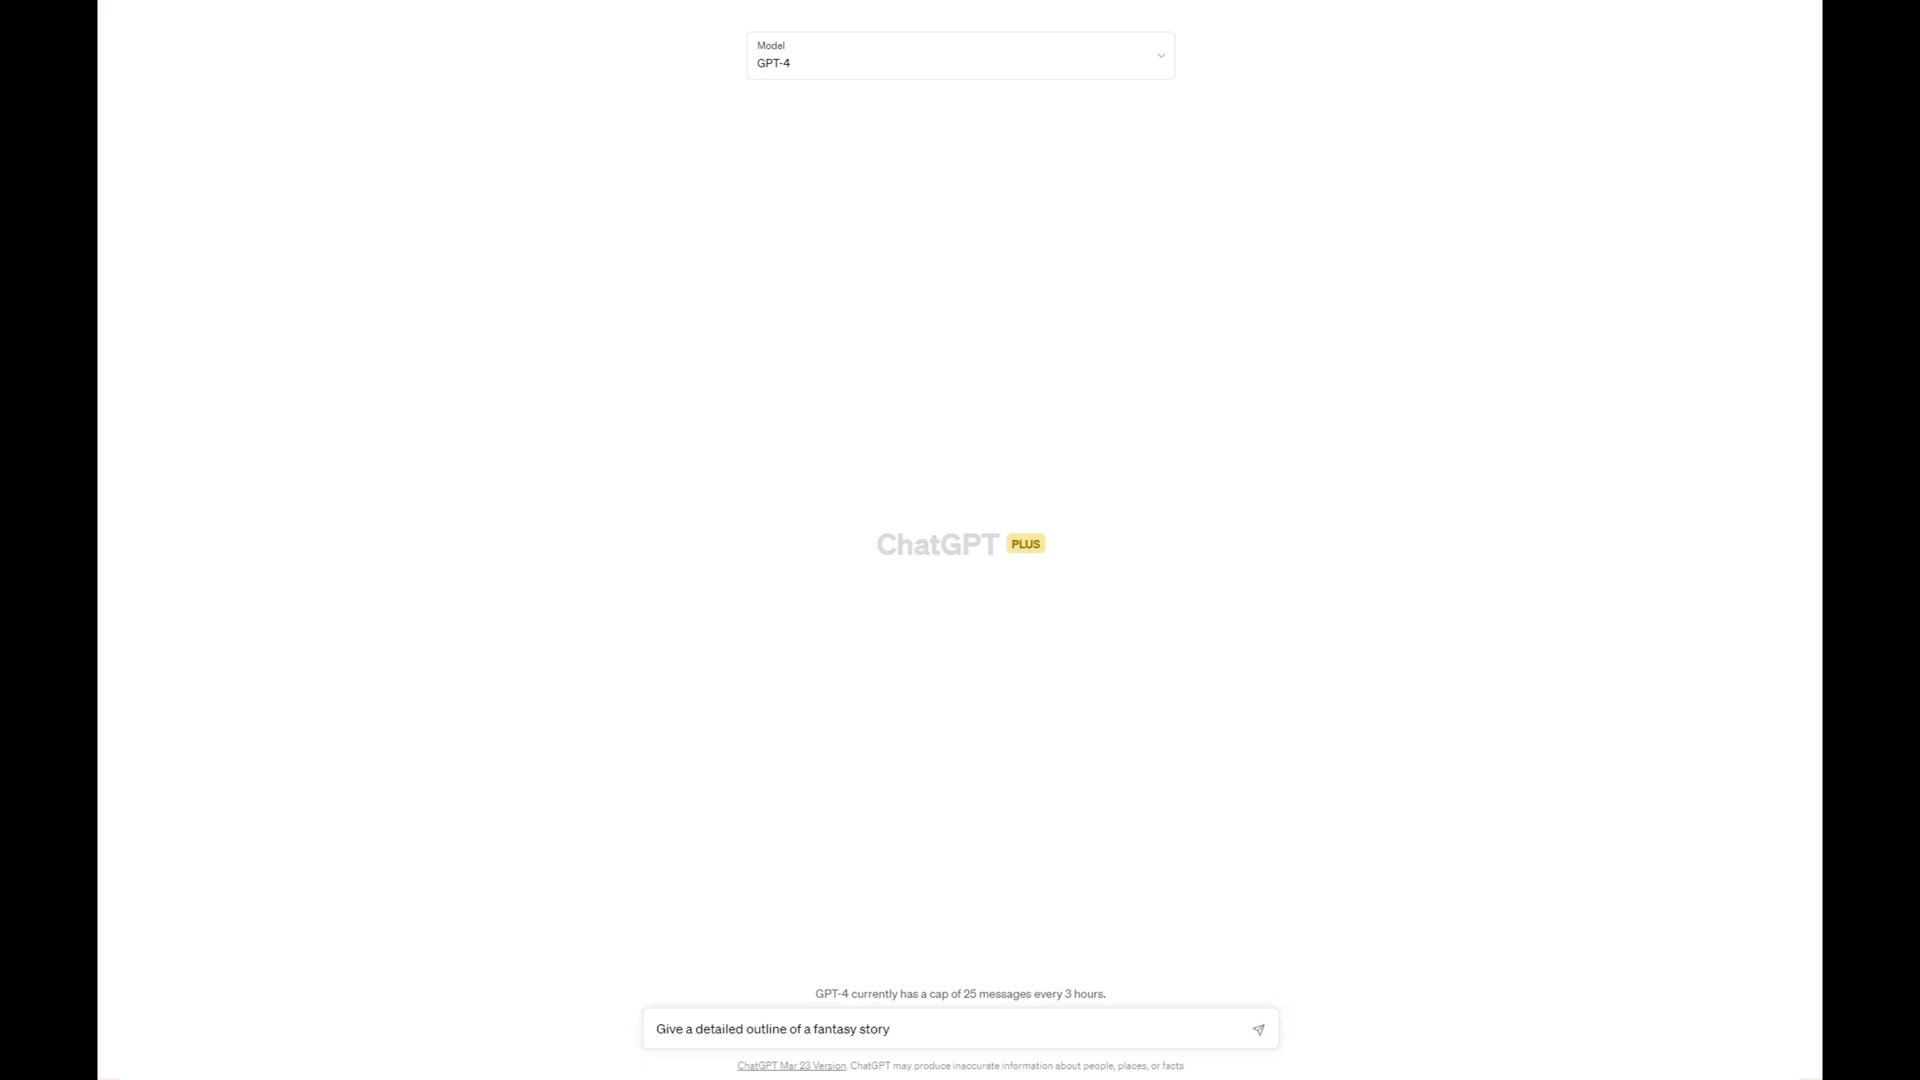 Model
GPT-4
ChatGPT PLUS
GPT-4 currently has a cap of 25 messages every 3 hours.
Give a detailed outline of a fantasy story
ChatGPT Mar 23 Version. ChatGPT may produce inaccurate information about people, places, or facts